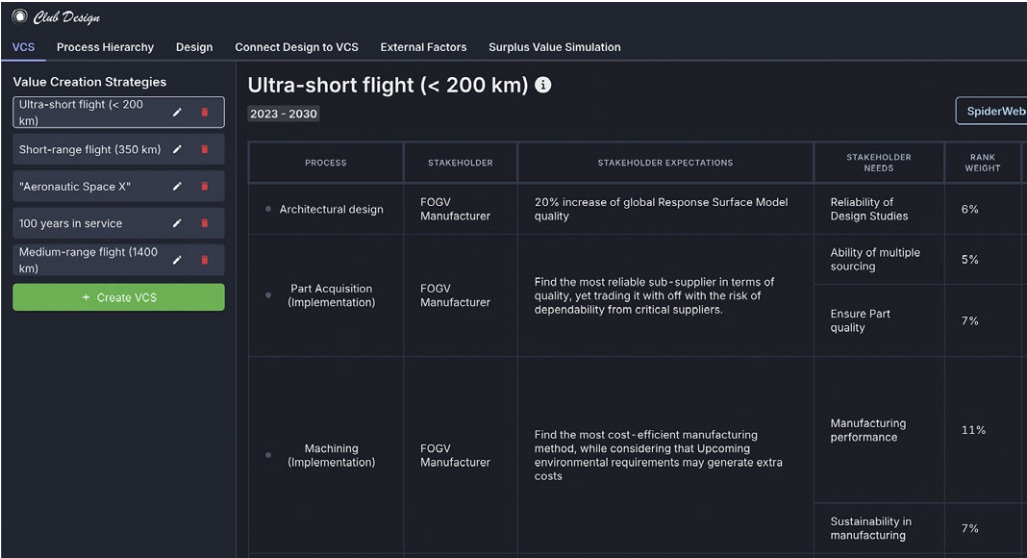 Club Design
VCS Process Hierarchy Design Connect Design to VCS External Factors Surplus Value Simulation
Value Creation Strategies
Ultra-short flight (< 200
km)
Short-range flight (350 km)
"Aeronautic Space X"
100 years in service
Medium-range flight (1400
km)
+ Create VCS
Ultra-short flight (< 200 km)
2023 - 2030
SpiderWeb
PROCESS
STAKEHOLDER
STAKEHOLDER EXPECTATIONS
STAKEHOLDER
NEEDS
RANK
WEIGHT
Architectural design
FOGV
Manufacturer
20% increase of global Response Surface Model
quality
Reliability of
Design Studies
6%
Part Acquisition
(Implementation)
FOGV
Manufacturer
Find the most reliable sub-supplier in terms of
quality, yet trading it with off with the risk of
dependability from critical suppliers.
Ability of multiple
sourcing
5%
Ensure Part
quality
7%
Machining
(Implementation)
FOGV
Manufacturer
Find the most cost-efficient manufacturing
method, while considering that Upcoming
environmental requirements may generate extra
costs
Manufacturing
performance
11%
Sustainability in
manufacturing
7%